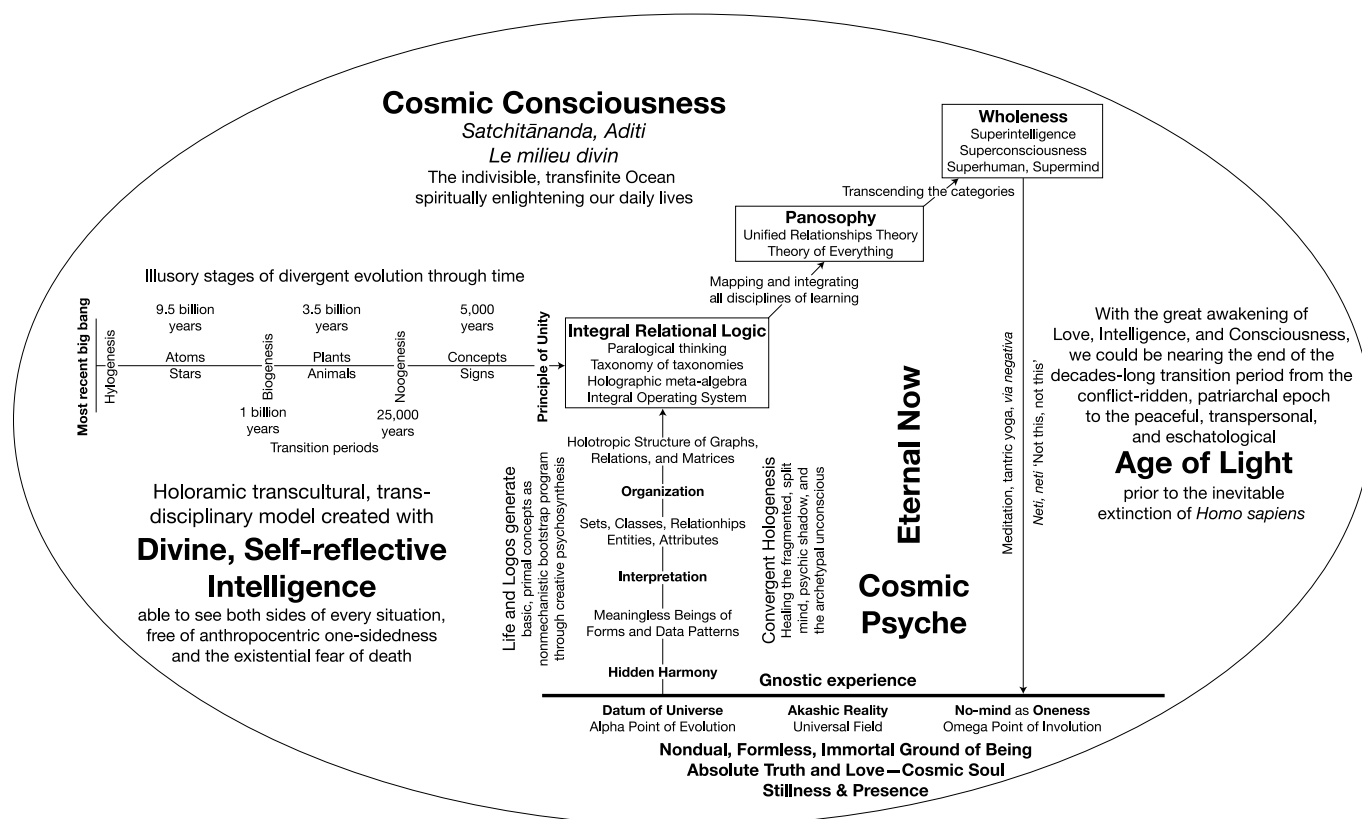 Cosmic Consciousness
Satchitānanda, Aditi
Le milieu divin
The indivisible, transfinite Ocean
spiritually enlightening our daily lives
Wholeness
Superintelligence
Superconsciousness
Superhuman, Supermind
Transcending the categories
Panosophy
Unified Relationships Theory
Theory of Everything
Mapping and integrating
all disciplines of learning
Illusory stages of divergent evolution through time
Most recent big bang
Hylogenesis
9.5 billion
years
Atoms
Stars
Biogenesis
1 billion
years
3.5 billion
years
Plants
Animals
Noogenesis
25,000
years
5,000
years
Concepts
Signs
Transition periods
Principle of Unity
Integral Relational Logic
Paralogical thinking
Taxonomy of taxonomies
Holographic meta-algebra
Integral Operating System
Holotropic Structure of Graphs,
Relations, and Matrices
Organization
Sets, Classes, Relationhips
Entities, Attributes
Interpretation
Meaningless Beings of
Forms and Data Patterns
Hidden Harmony
Life and Logos generate
basic, primal concepts as
nonmechanistic bootstrap program
through creative psychosynthesis
Convergent Hologenesis
Healing the fragmented, split
mind, psychic shadow, and
the archetypal unconscious
Eternal Now
Cosmic
Psyche
Meditation, tantric yoga, via negativa
Neti, neti ‘Not this, not this’
With the great awakening of
Love, Intelligence, and Consciousness,
we could be nearing the end of the
decades-long transition period from the
conflict-ridden, patriarchal epoch
to the peaceful, transpersonal,
and eschatological
Age of Light
prior to the inevitable
extinction of Homo sapiens
Holoramic transcultural, trans-
disciplinary model created with
Divine, Self-reflective
Intelligence
able to see both sides of every situation,
free of anthropocentric one-sidedness
and the existential fear of death
Gnostic experience
Datum of Universe
Alpha Point of Evolution
Akashic Reality
Universal Field
No-mind as Oneness
Omega Point of Involution
Nondual, Formless, Immortal Ground of Being
Absolute Truth and Love—Cosmic Soul
Stillness & Presence